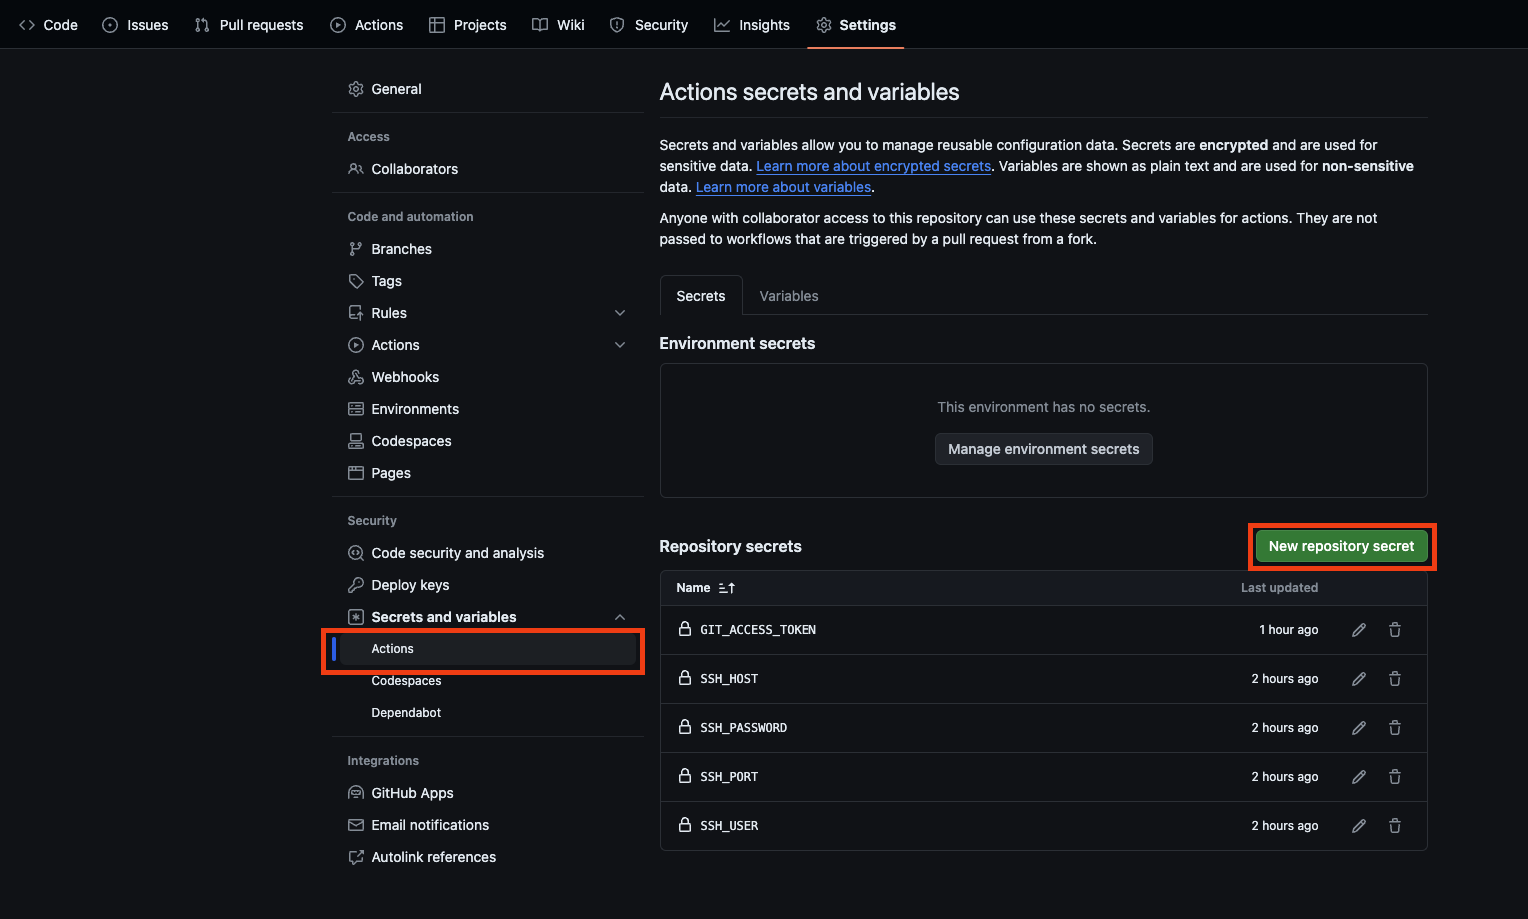 Code
Issues
Pull requests
Actions
Projects
Wiki
Security
Insights
Settings
General
Access
Collaborators
Code and automation
Branches
Tags
Rules
Actions
Webhooks
Environments
Codespaces
Pages
Security
Code security and analysis
Deploy keys
Secrets and variables
Actions
Codespaces
Dependabot
Integrations
GitHub Apps
Email notifications
Autolink references
Actions secrets and variables
Secrets and variables allow you to manage reusable configuration data. Secrets are encrypted and are used for
sensitive data. Learn more about encrypted secrets. Variables are shown as plain text and are used for non-sensitive
data. Learn more about variables.
Anyone with collaborator access to this repository can use these secrets and variables for actions. They are not
passed to workflows that are triggered by a pull request from a fork.
Secrets
Variables
Environment secrets
This environment has no secrets.
Manage environment secrets
Repository secrets
New repository secret
Name
Last updated
GIT_ACCESS_TOKEN
1 hour ago
SSH_HOST
2 hours ago
SSH_PASSWORD
2 hours ago
SSH_PORT
2 hours ago
SSH_USER
2 hours ago